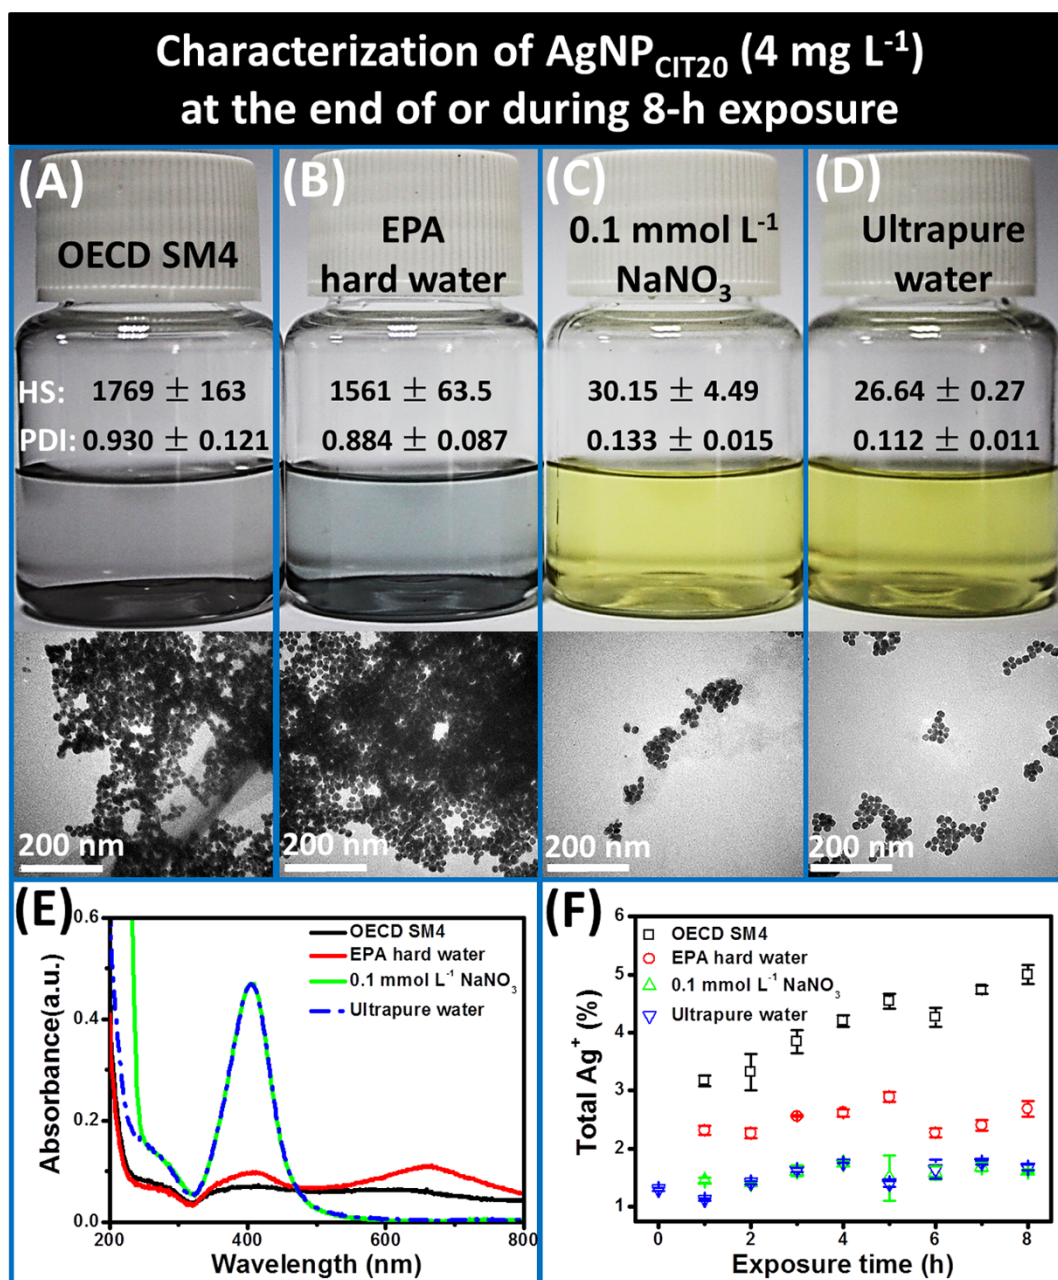 Characterization of AgNP_CIT20 (4 mg L⁻¹)
at the end of or during 8-h exposure
(A)
OECD SM4
HS: 1769 ± 163
PDI: 0.930 ± 0.121
200 nm
(B)
EPA
hard water
1561 ± 63.5
0.884 ± 0.087
200 nm
(C)
0.1 mmol L⁻¹
NaNO₃
30.15 ± 4.49
0.133 ± 0.015
200 nm
(D)
Ultrapure
water
26.64 ± 0.27
0.112 ± 0.011
200 nm
(E)
Absorbance(a.u.)
0.6
0.4
0.2
0.0
OECD SM4
EPA hard water
0.1 mmol L⁻¹ NaNO₃
Ultrapure water
200 400 600 800
Wavelength (nm)
(F)
Total Ag⁺ (%)
6
5
4
3
2
1
OECD SM4
EPA hard water
0.1 mmol L⁻¹ NaNO₃
Ultrapure water
0 2 4 6 8
Exposure time (h)